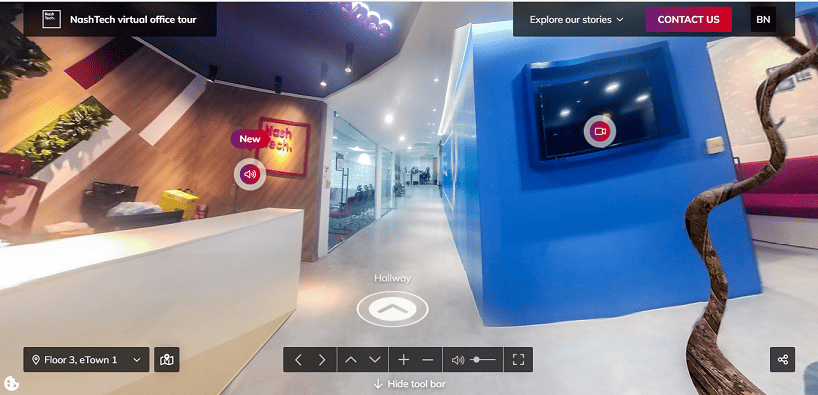 Nash
Tech.
NashTech virtual office tour
Explore our stories
CONTACT US
BN
New
Nash
Tech.
Hallway
Floor 3, eTown 1
Hide tool bar